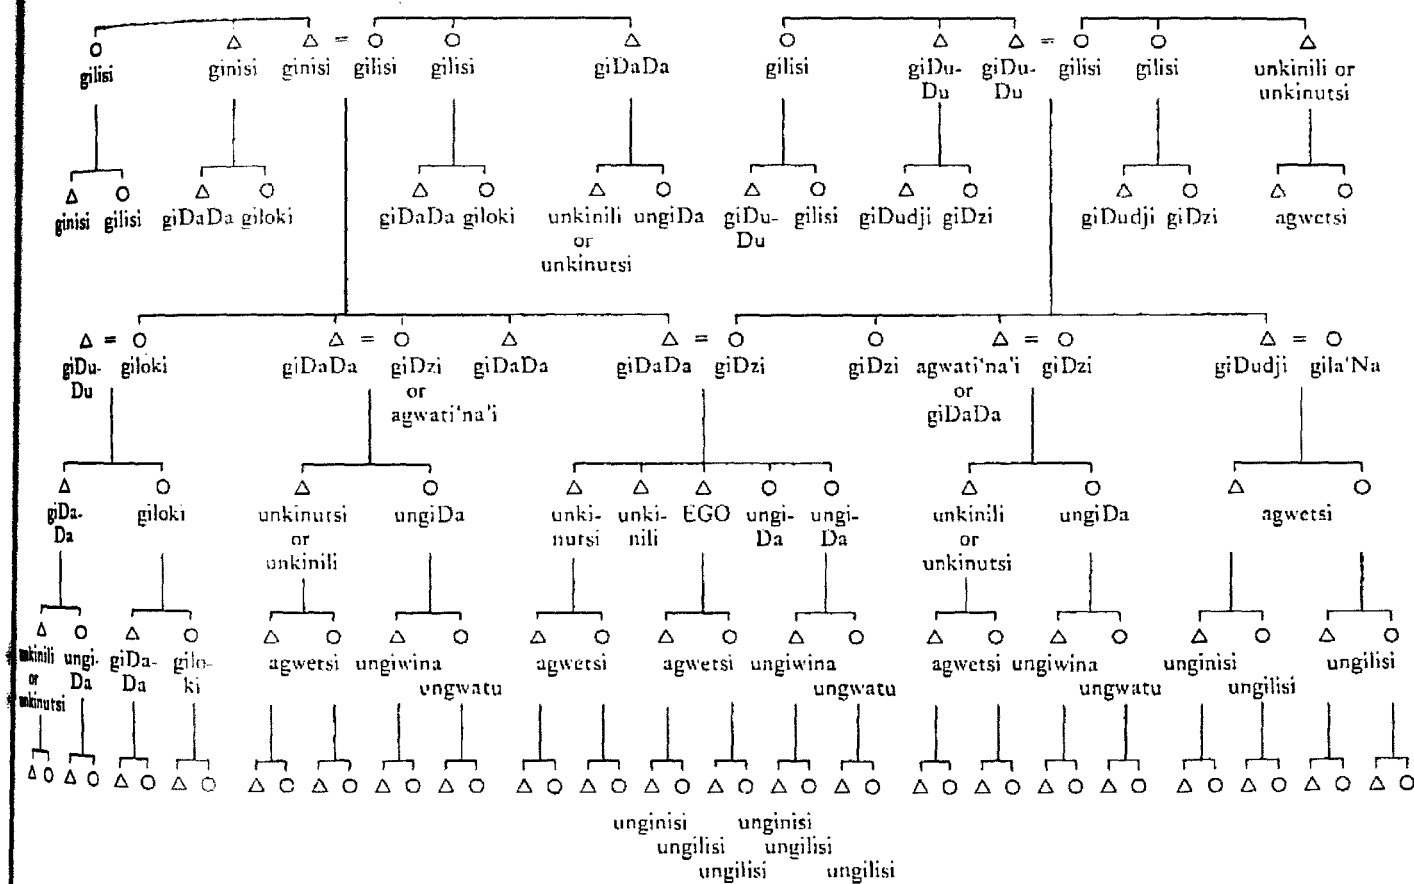 gilisi ginisi ginisi = gilisi gilisi giDaDa gilisi giDu- giDu- = gilisi gilisi unkinili or
Du Du unkinutsi
ginisi gilisi giDaDa giloki giDaDa giloki unkinili ungiDa giDu- gilisi giDudji giDzi giDudji giDzi agwetsi
or Du
unkinutsi
= = = = =
giDu- giloki giDaDa giDzi giDaDa giDaDa giDzi giDzi agwati'na'i giDzi giDudji gila'Na
Du or or
agwati'na'i giDaDa
giDa- giloki unkinutsi ungiDa unki- unki- EGO ungi- ungi- unkinili ungiDa agwetsi
Da or nutsi nili Da Da or
unkinili unkinutsi
unkinili ungi- giDa- gilo- agwetsi ungiwina agwetsi agwetsi ungiwina agwetsi ungiwina unginisi ungilisi
or Da Da ki ungwatu ungwatu ungwatu ungilisi
unkinutsi
unginisi unginisi
ungilisi ungilisi
ungilisi ungilisi